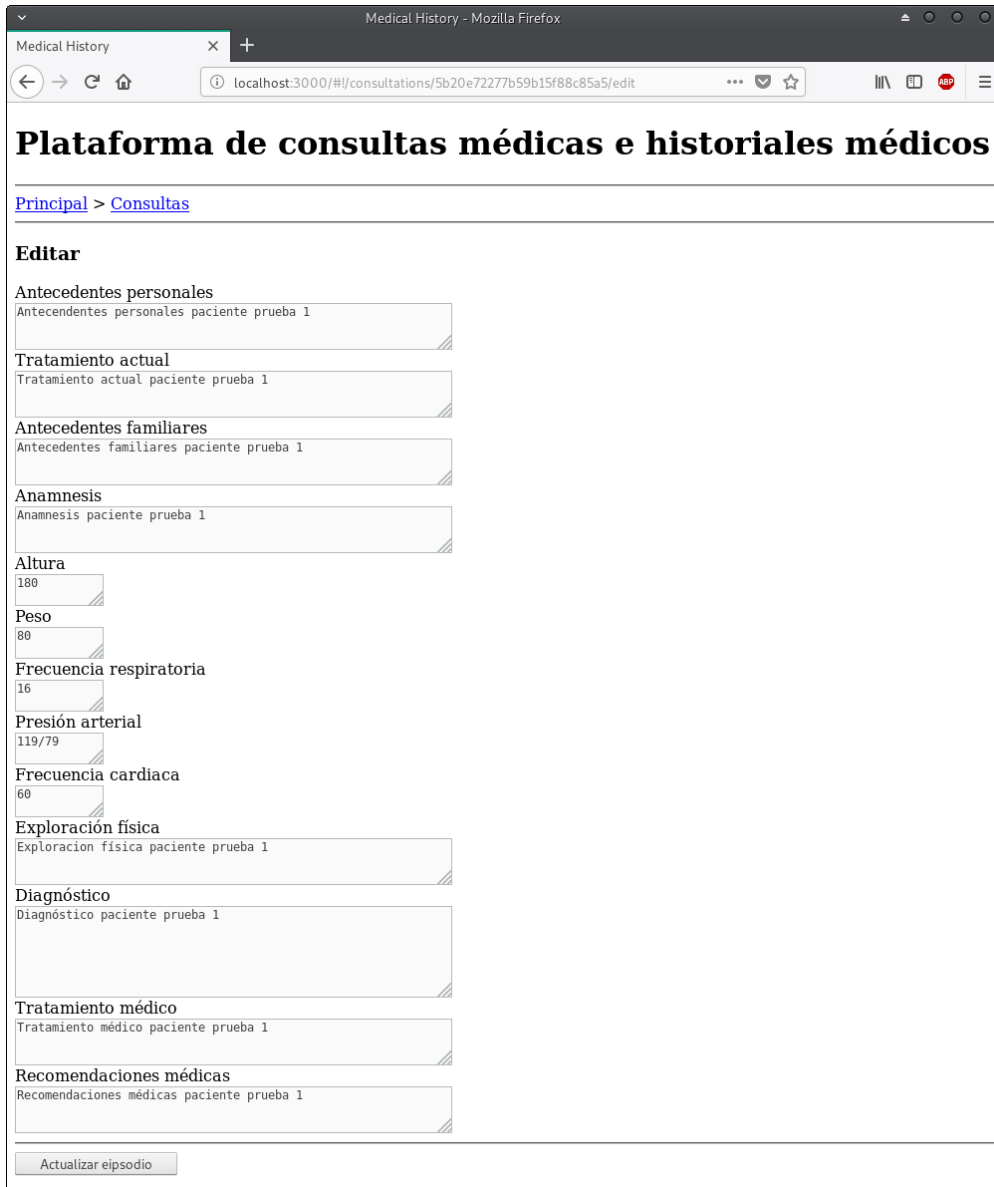 Medical History - Mozilla Firefox
Medical History
localhost:3000/#!/consultations/5b20e72277b59b15f88c85a5/edit
ABP
Plataforma de consultas médicas e historiales médicos
Principal > Consultas
Editar
Antecedentes personales
Antecendentes personales paciente prueba 1
Tratamiento actual
Tratamiento actual paciente prueba 1
Antecedentes familiares
Antecedentes familiares paciente prueba 1
Anamnesis
Anamnesis paciente prueba 1
Altura
180
Peso
80
Frecuencia respiratoria
16
Presión arterial
119/79
Frecuencia cardiaca
60
Exploración física
Exploracion física paciente prueba 1
Diagnóstico
Diagnóstico paciente prueba 1
Tratamiento médico
Tratamiento médico paciente prueba 1
Recomendaciones médicas
Recomendaciones médicas paciente prueba 1
Actualizar eipsodio